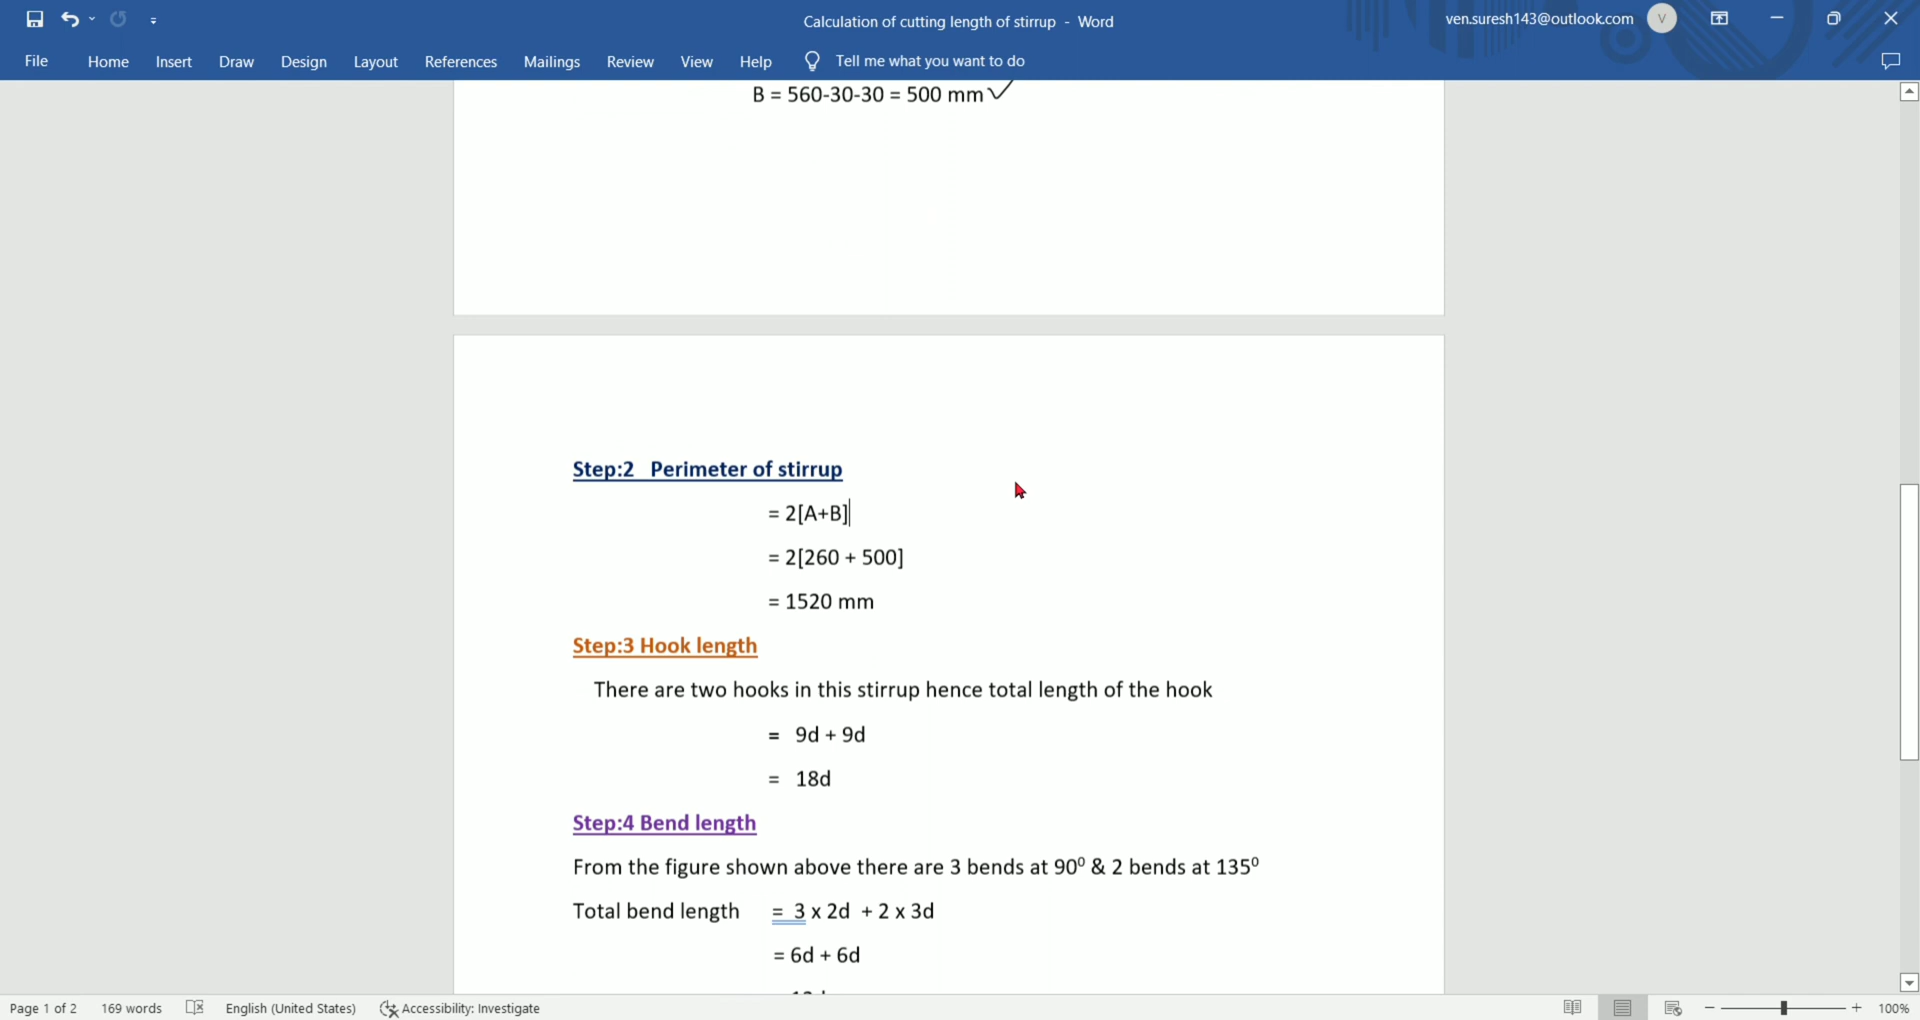 Calculation of cutting length of stirrup - Word
ven.suresh143@outlook.com
V
File Home Insert Draw Design Layout References Mailings Review View Help Tell me what you want to do
B = 560-30-30 = 500 mm
Step:2 Perimeter of stirrup
= 2[A+B]
= 2[260 + 500]
= 1520 mm
Step:3 Hook length
There are two hooks in this stirrup hence total length of the hook
= 9d + 9d
= 18d
Step:4 Bend length
From the figure shown above there are 3 bends at 90⁰ & 2 bends at 135⁰
Total bend length = 3 x 2d + 2 x 3d
= 6d + 6d
Page 1 of 2 169 words English (United States) Accessibility: Investigate 100%